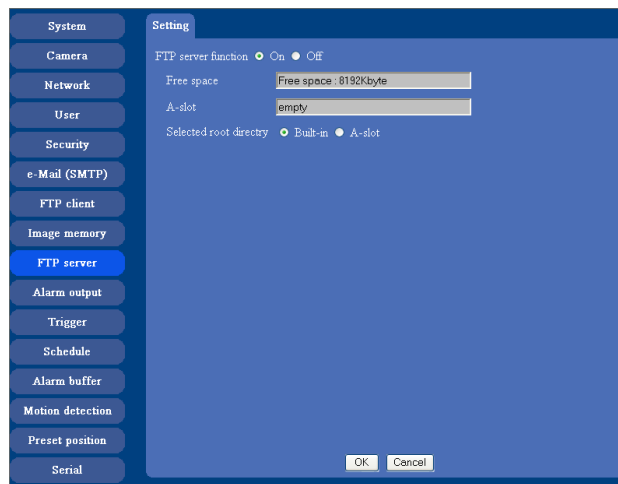 System
Camera
Network
User
Security
e-Mail (SMTP)
FTP client
Image memory
FTP server
Alarm output
Trigger
Schedule
Alarm buffer
Motion detection
Preset position
Serial
Setting
FTP server function On Off
Free space Free space : 8192Kbyte
A-slot empty
Selected root directry Built-in A-slot
OK Cancel